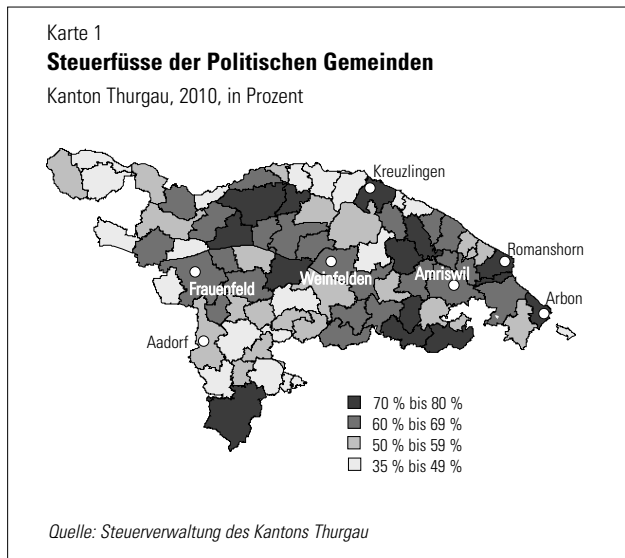 Karte 1
Steuerfüsse der Politischen Gemeinden
Kanton Thurgau, 2010, in Prozent
Kreuzlingen
Romanshorn
Weinfelden
Amriswil
Frauenfeld
Arbon
Aadorf
70 % bis 80 %
60 % bis 69 %
50 % bis 59 %
35 % bis 49 %
Quelle: Steuerverwaltung des Kantons Thurgau